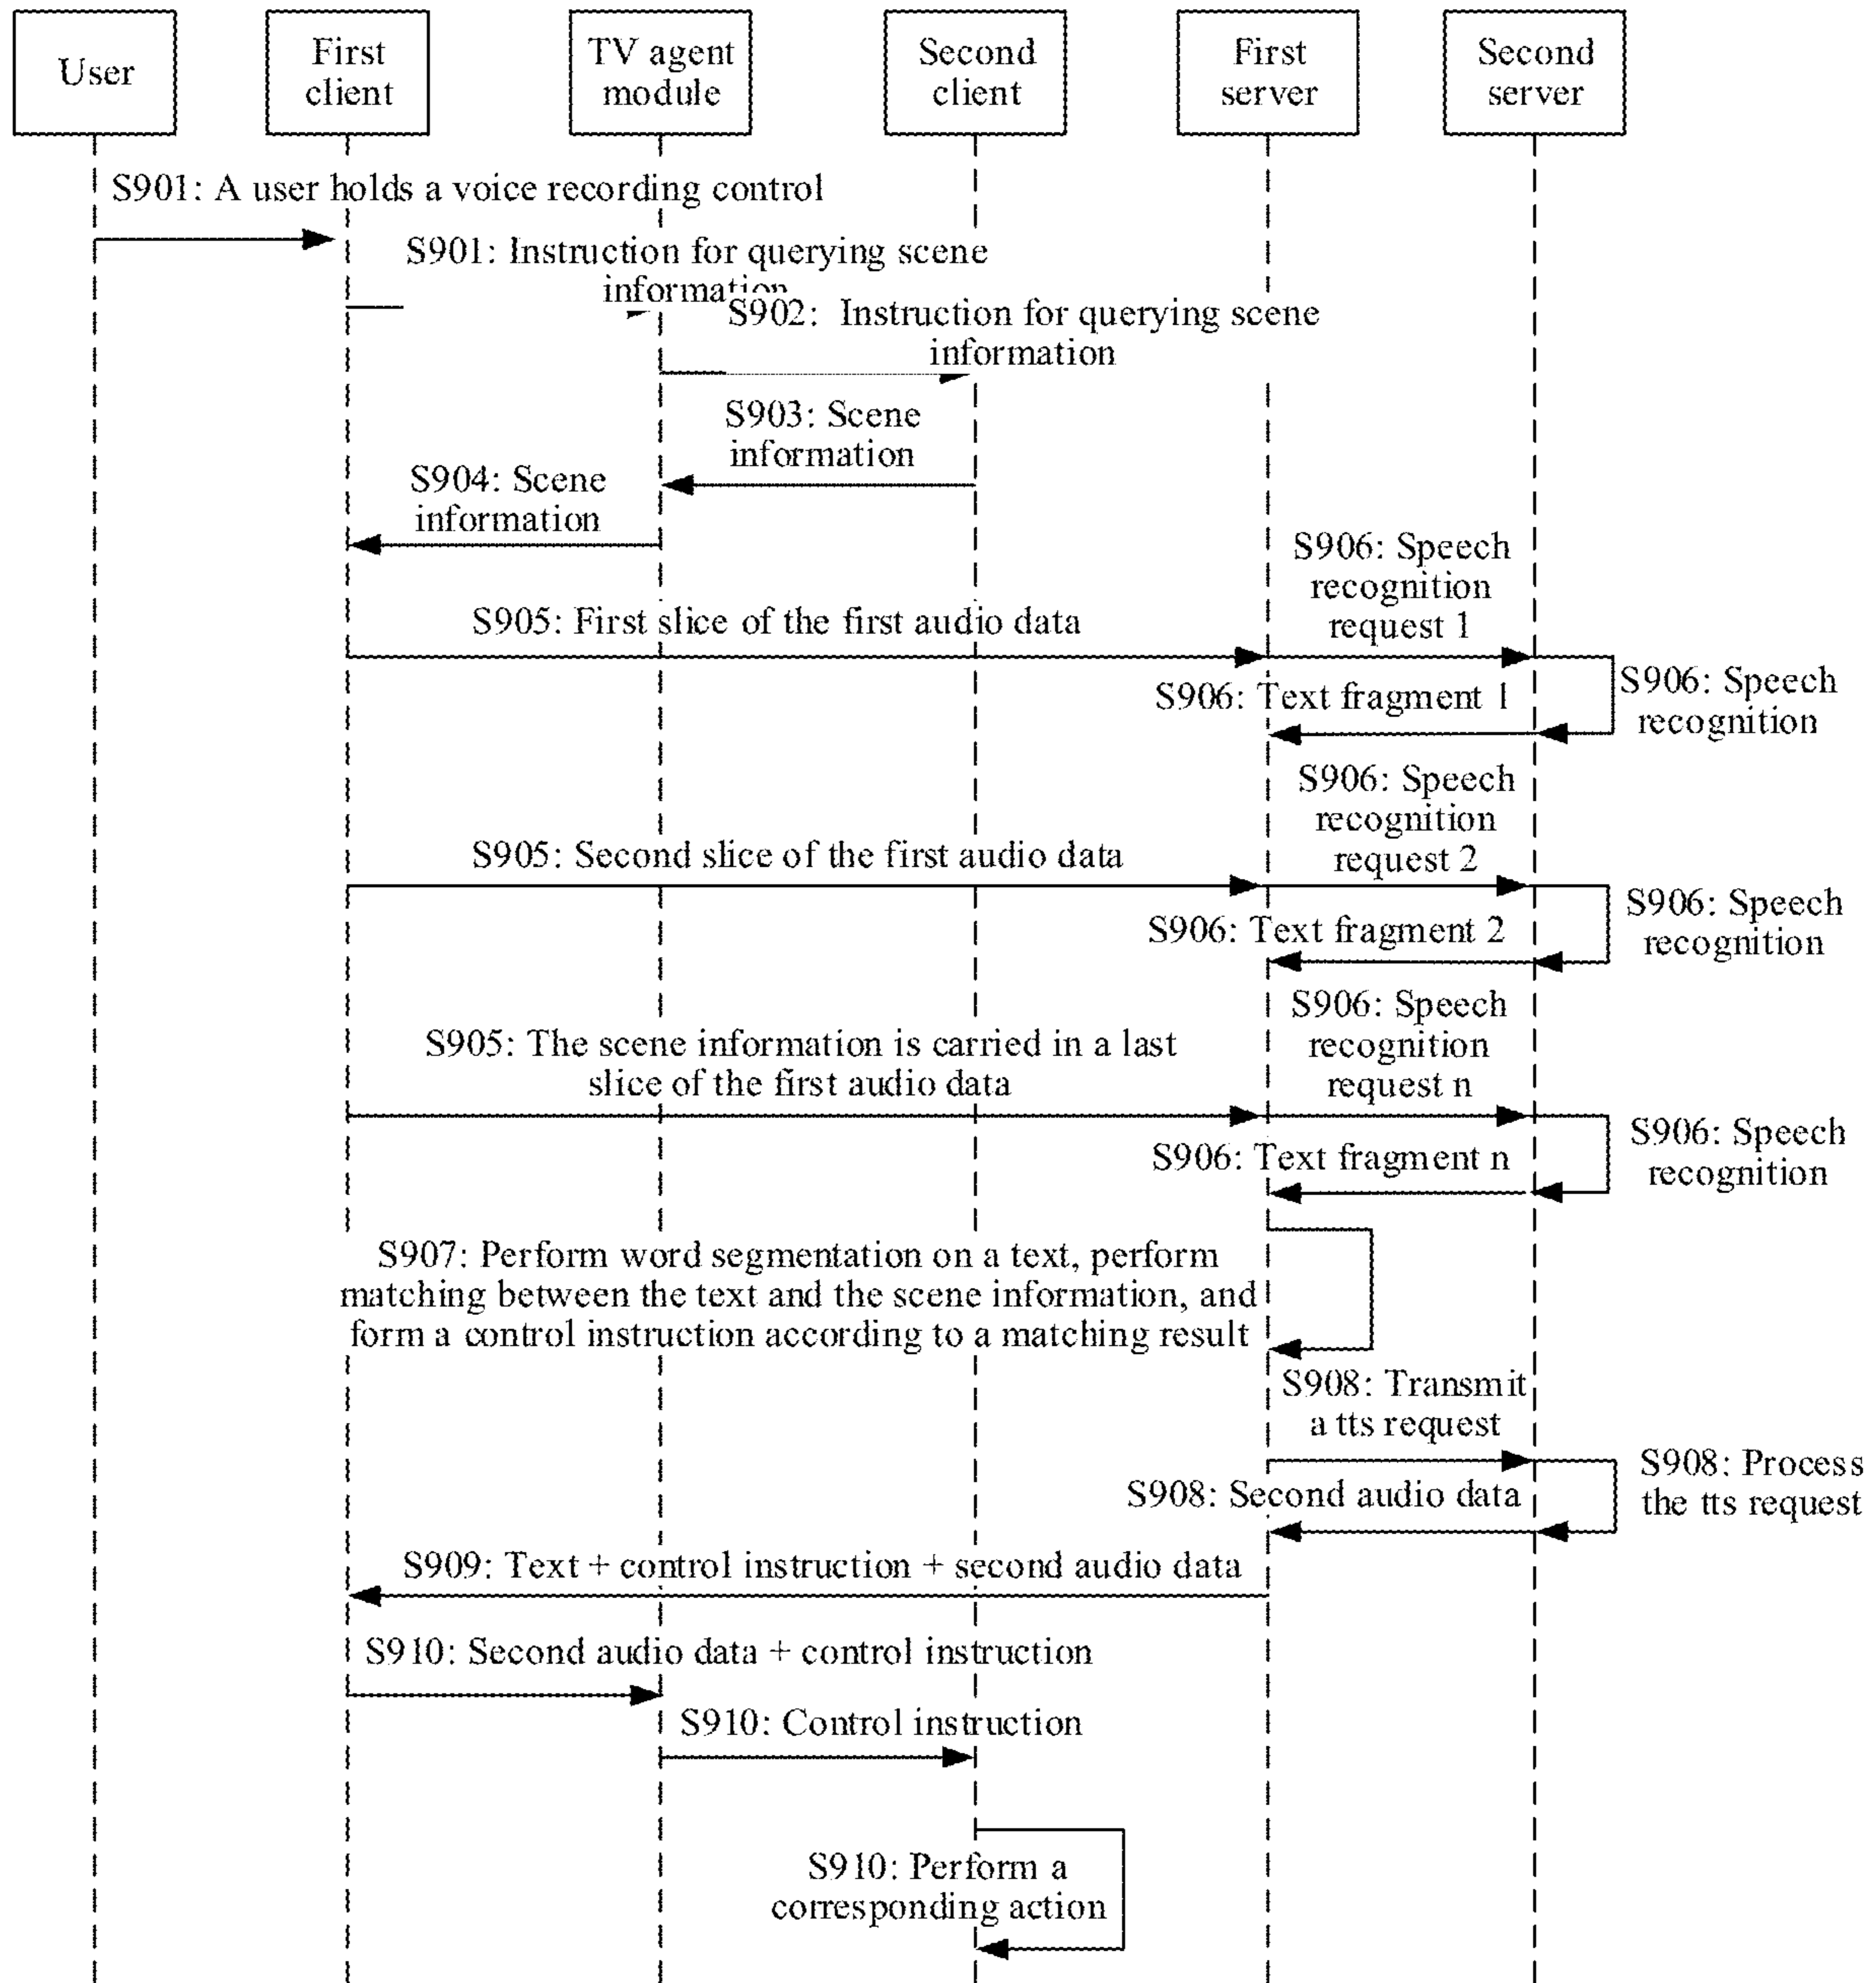 User
First
client
TV agent
module
Second
client
First
server
Second
server
S901: A user holds a voice recording control
S901: Instruction for querying scene
information
S902: Instruction for querying scene
information
S903: Scene
information
S904: Scene
information
S906: Speech
recognition
request 1
S905: First slice of the first audio data
S906: Text fragment 1
S906: Speech
recognition
S906: Speech
recognition
request 2
S905: Second slice of the first audio data
S906: Text fragment 2
S906: Speech
recognition
S906: Speech
recognition
request n
S905: The scene information is carried in a last
slice of the first audio data
S906: Text fragment n
S906: Speech
recognition
S907: Perform word segmentation on a text, perform
matching between the text and the scene information, and
form a control instruction according to a matching result
S908: Transmit
a tts request
S908: Process
the tts request
S908: Second audio data
S909: Text + control instruction + second audio data
S910: Second audio data + control instruction
S910: Control instruction
S910: Perform a
corresponding action